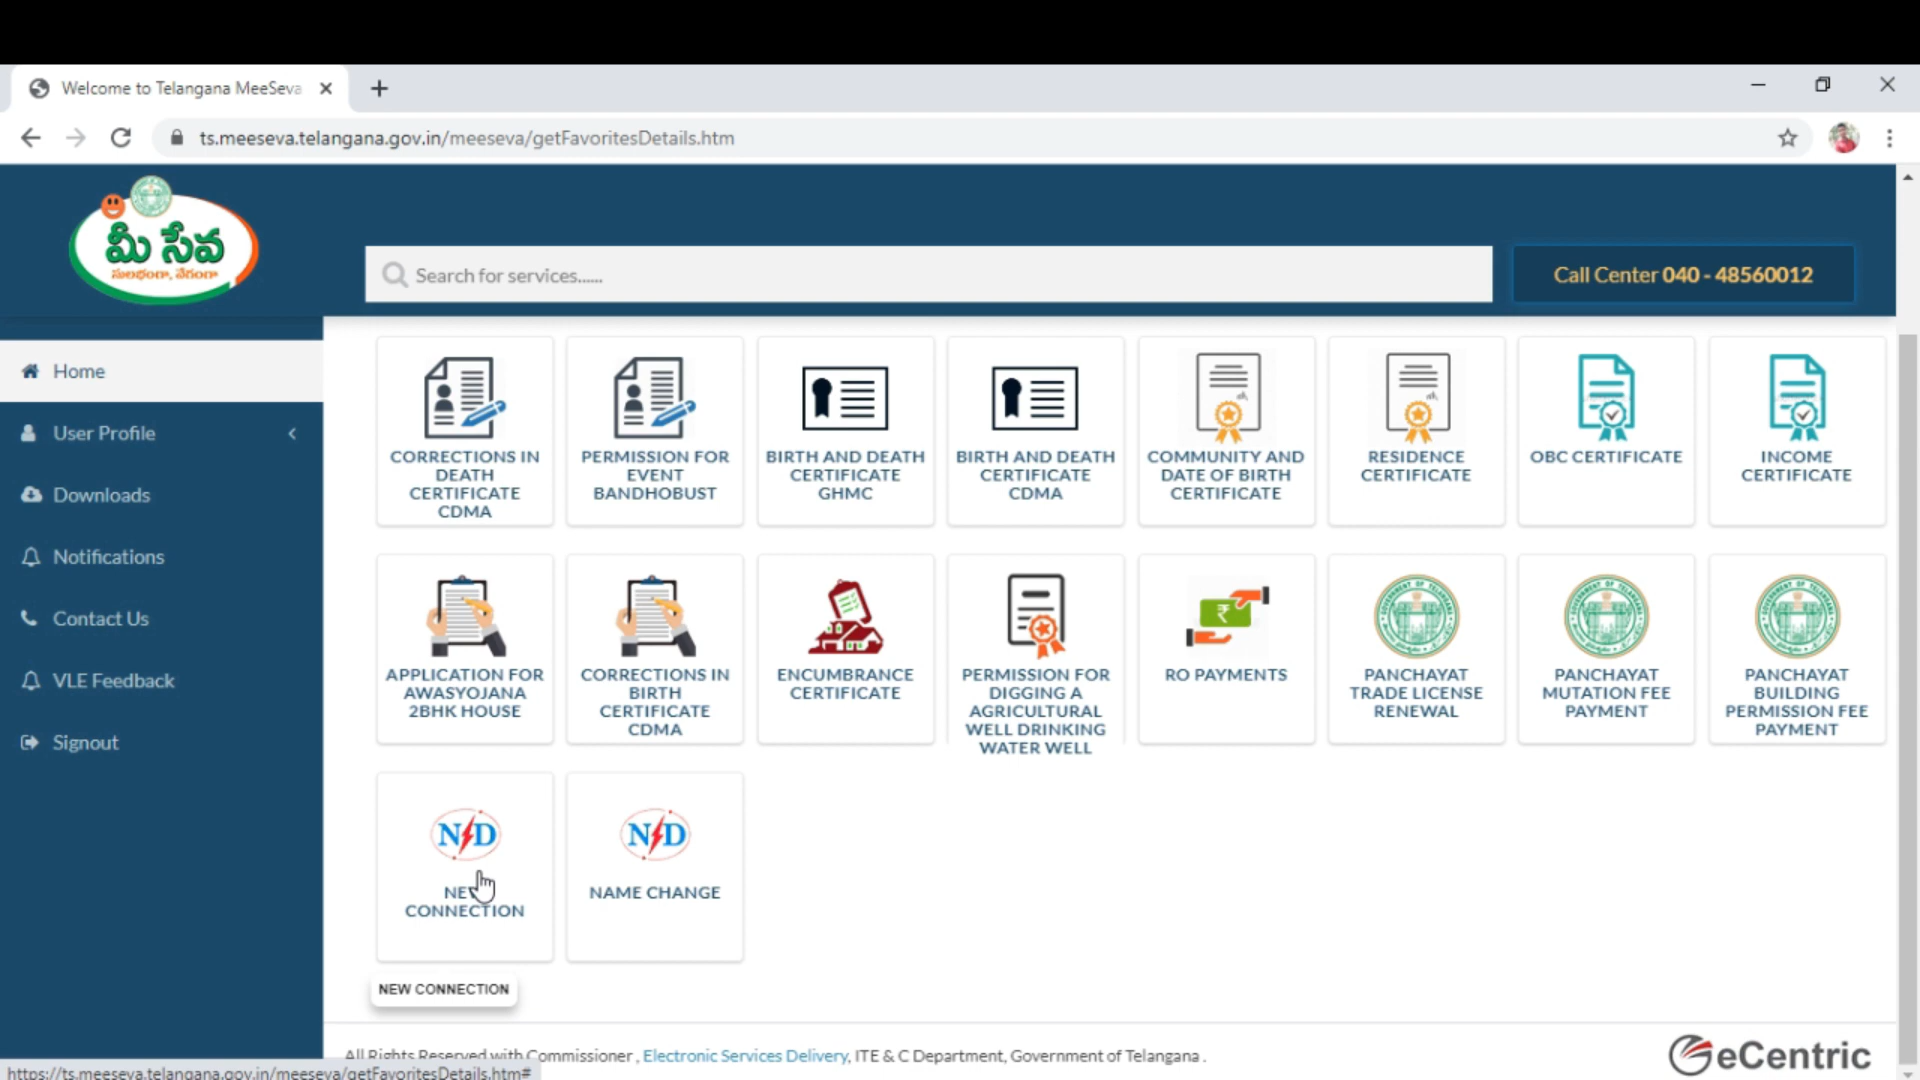 Welcome to Telangana MeeSeva
ts.meeseva.telangana.gov.in/meeseva/getFavoritesDetails.htm
మీ సేవ
సులభంగా, వేగంగా
Search for services......
Call Center 040 - 48560012
Home
User Profile
Downloads
Notifications
Contact Us
VLE Feedback
Signout
CORRECTIONS IN
DEATH
CERTIFICATE
CDMA
PERMISSION FOR
EVENT
BANDHOBUST
BIRTH AND DEATH
CERTIFICATE
GHMC
BIRTH AND DEATH
CERTIFICATE
CDMA
COMMUNITY AND
DATE OF BIRTH
CERTIFICATE
RESIDENCE
CERTIFICATE
OBC CERTIFICATE
INCOME
CERTIFICATE
APPLICATION FOR
AWASYOJANA
2BHK HOUSE
CORRECTIONS IN
BIRTH
CERTIFICATE
CDMA
ENCUMBRANCE
CERTIFICATE
PERMISSION FOR
DIGGING A
AGRICULTURAL
WELL DRINKING
WATER WELL
₹
RO PAYMENTS
PANCHAYAT
TRADE LICENSE
RENEWAL
PANCHAYAT
MUTATION FEE
PAYMENT
PANCHAYAT
BUILDING
PERMISSION FEE
PAYMENT
CONNECTION
NAME CHANGE
NEW CONNECTION
All Rights Reserved with Commissioner , Electronic Services Delivery, ITE & C Department, Government of Telangana .
eCentric
https://ts.meeseva.telangana.gov.in/meeseva/getFavoritesDetails.htm#